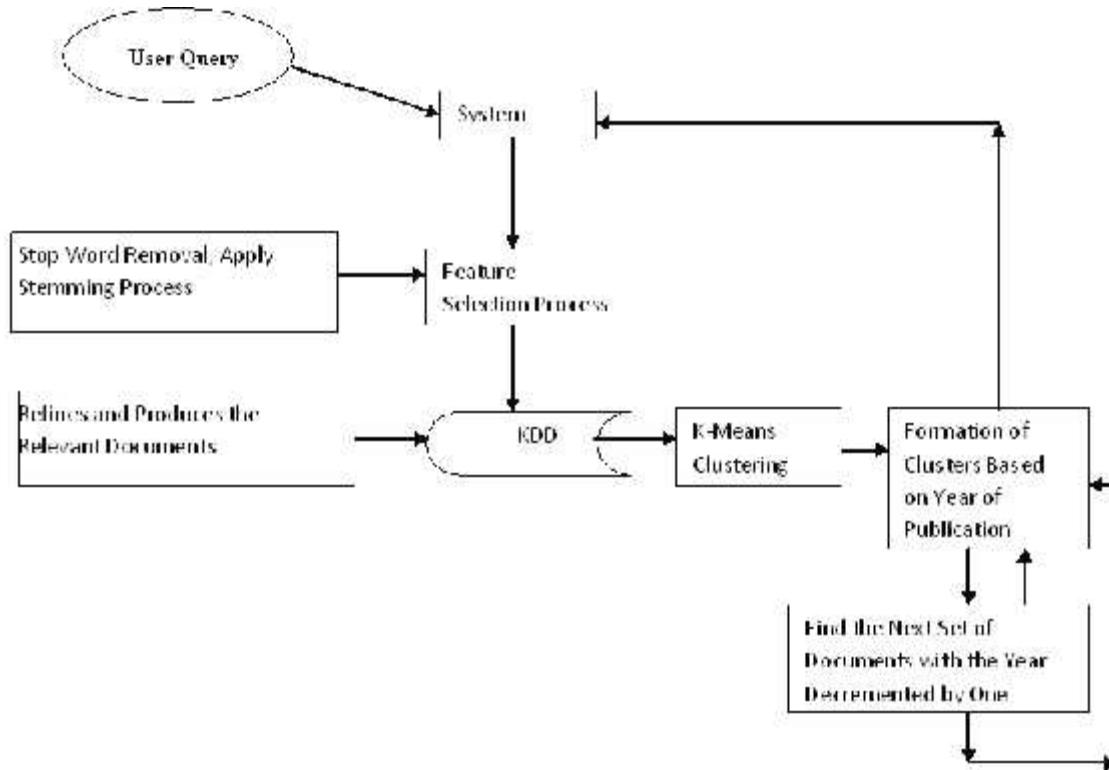 User Query
System
Stop Word Removal, Apply
Stemming Process
Feature
Selection Process
Refines and Produces the
Relevant Documents
KDD
K-Means
Clustering
Formation of
Clusters Based
on Year of
Publication
Find the Next Set of
Documents with the Year
Decremented by One